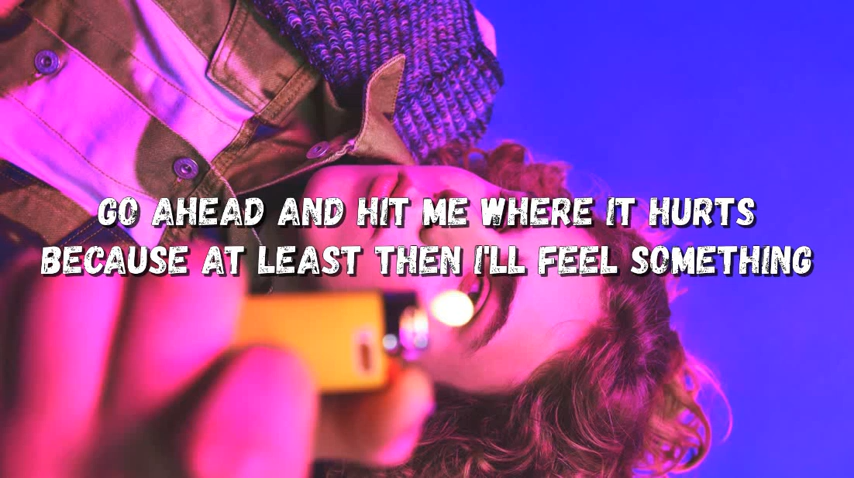 GO AHEAD AND HIT ME WHERE IT HURTS
BECAUSE AT LEAST THEN I'LL FEEL SOMETHING